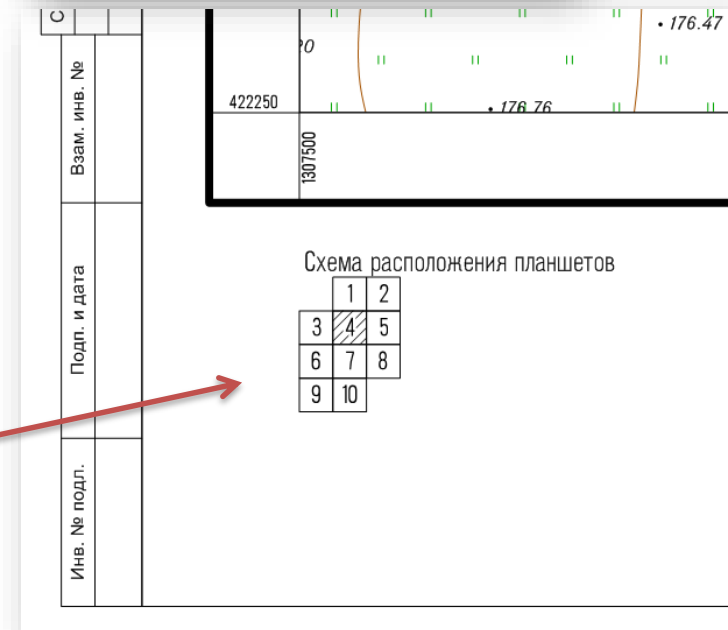 С
Взам. инв. №
Подп. и дата
Инв. № подл.
176.47
176.76
422250
1307500
Схема расположения планшетов
1 2
3 4 5
6 7 8
9 10